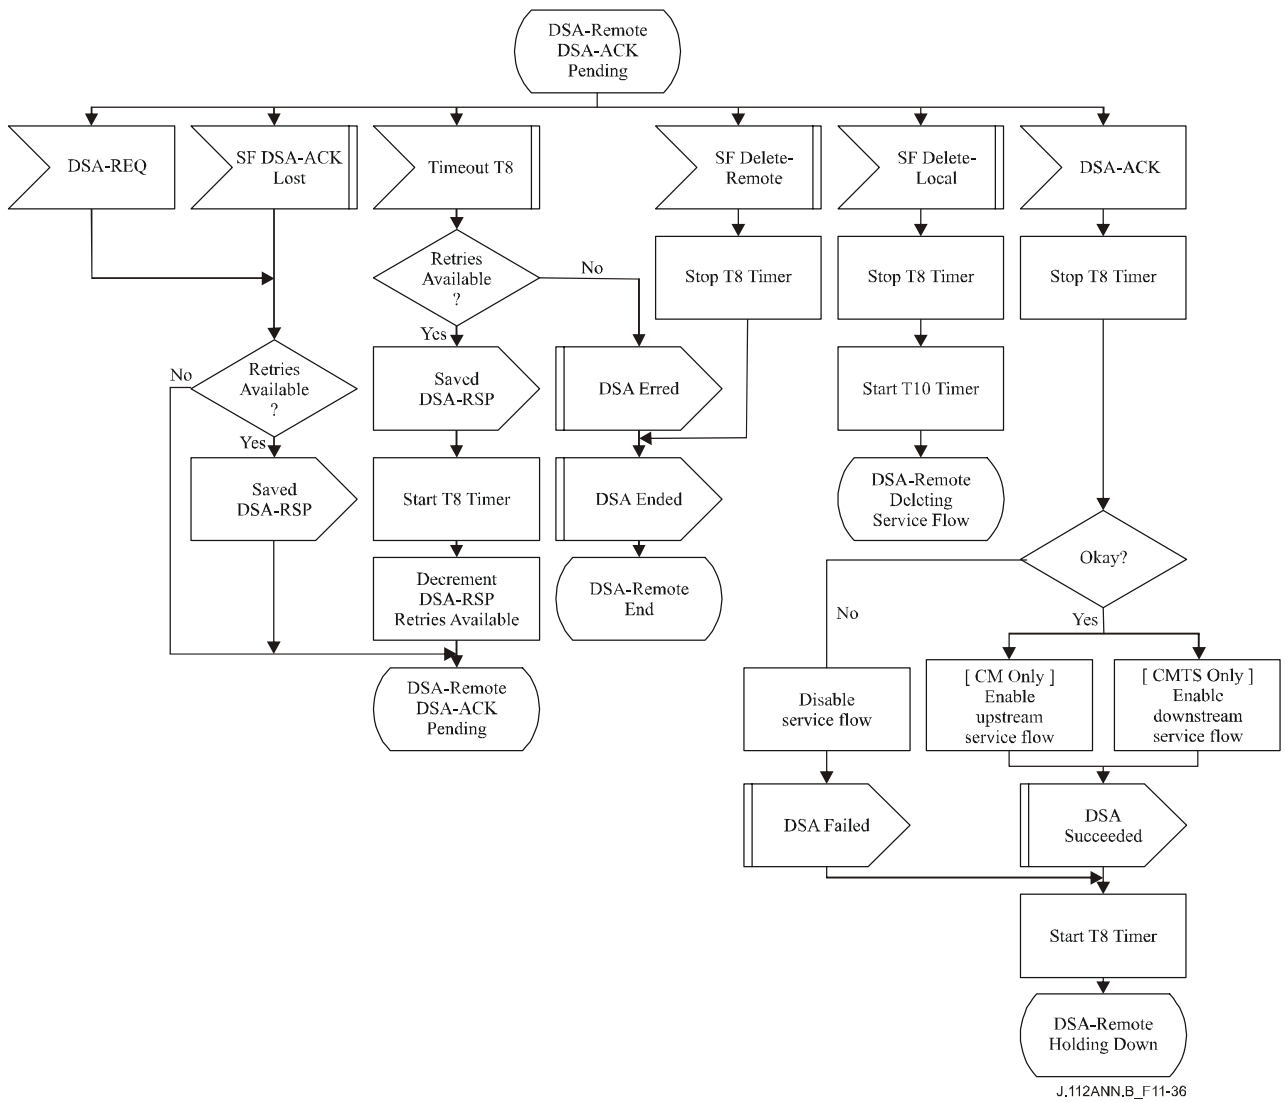 DSA-Remote
DSA-ACK
Pending
DSA-REQ
SF DSA-ACK
Lost
Timeout T8
SF Delete-
Remote
SF Delete-
Local
DSA-ACK
Retries
Available
?
No
Yes
Stop T8 Timer
Stop T8 Timer
Stop T8 Timer
Retries
Available
?
No
Yes
Saved
DSA-RSP
DSA Erred
Start T10 Timer
Saved
DSA-RSP
Start T8 Timer
DSA Ended
DSA-Remote
Deleting
Service Flow
Decrement
DSA-RSP
Retries Available
DSA-Remote
End
Okay?
No
Yes
DSA-Remote
DSA-ACK
Pending
Disable
service flow
[ CM Only ]
Enable
upstream
service flow
[ CMTS Only ]
Enable
downstream
service flow
DSA Failed
DSA
Succeeded
Start T8 Timer
DSA-Remote
Holding Down
J.112ANN.B_F11-36